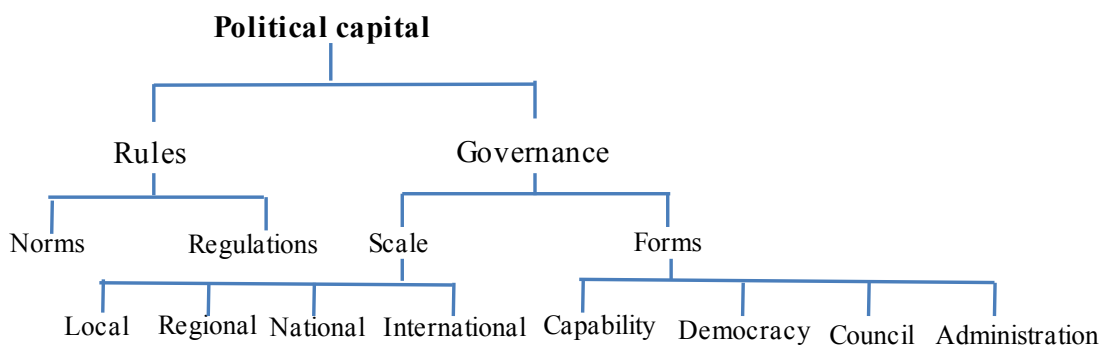 Political capital
Rules Governance
Norms Regulations Scale Forms
Local Regional National International Capability Democracy Council Administration